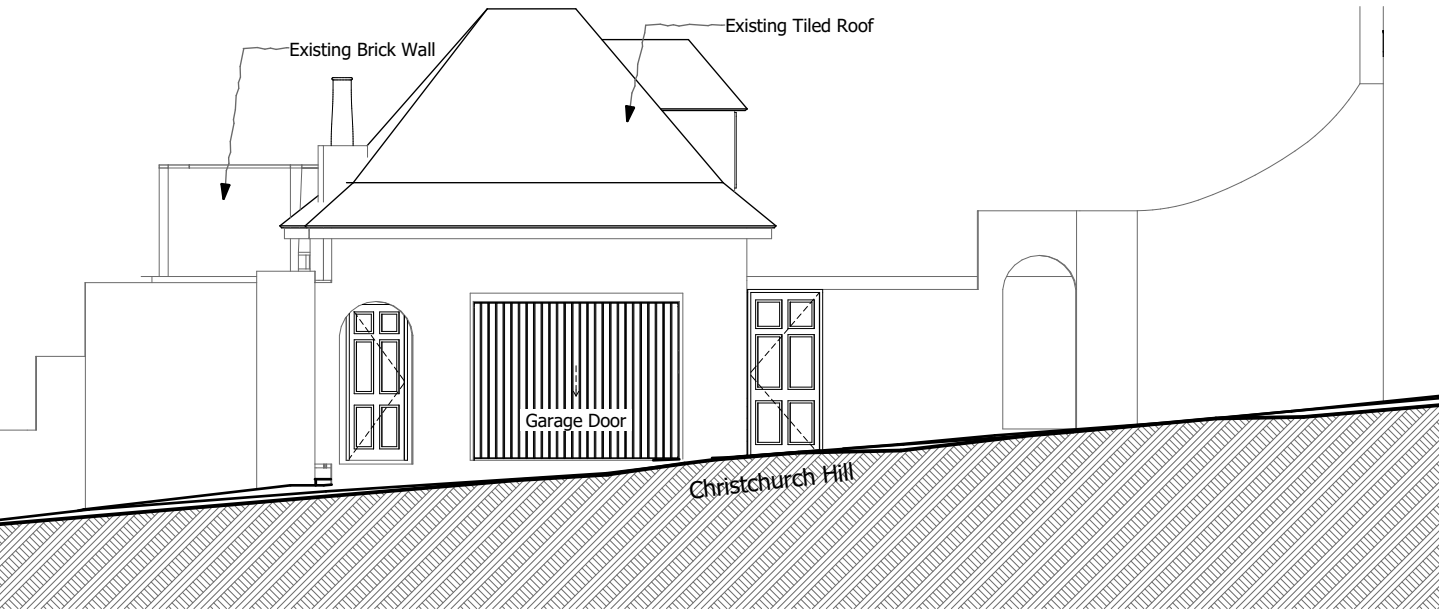 Existing Tiled Roof
Existing Brick Wall
Garage Door
Christchurch Hill